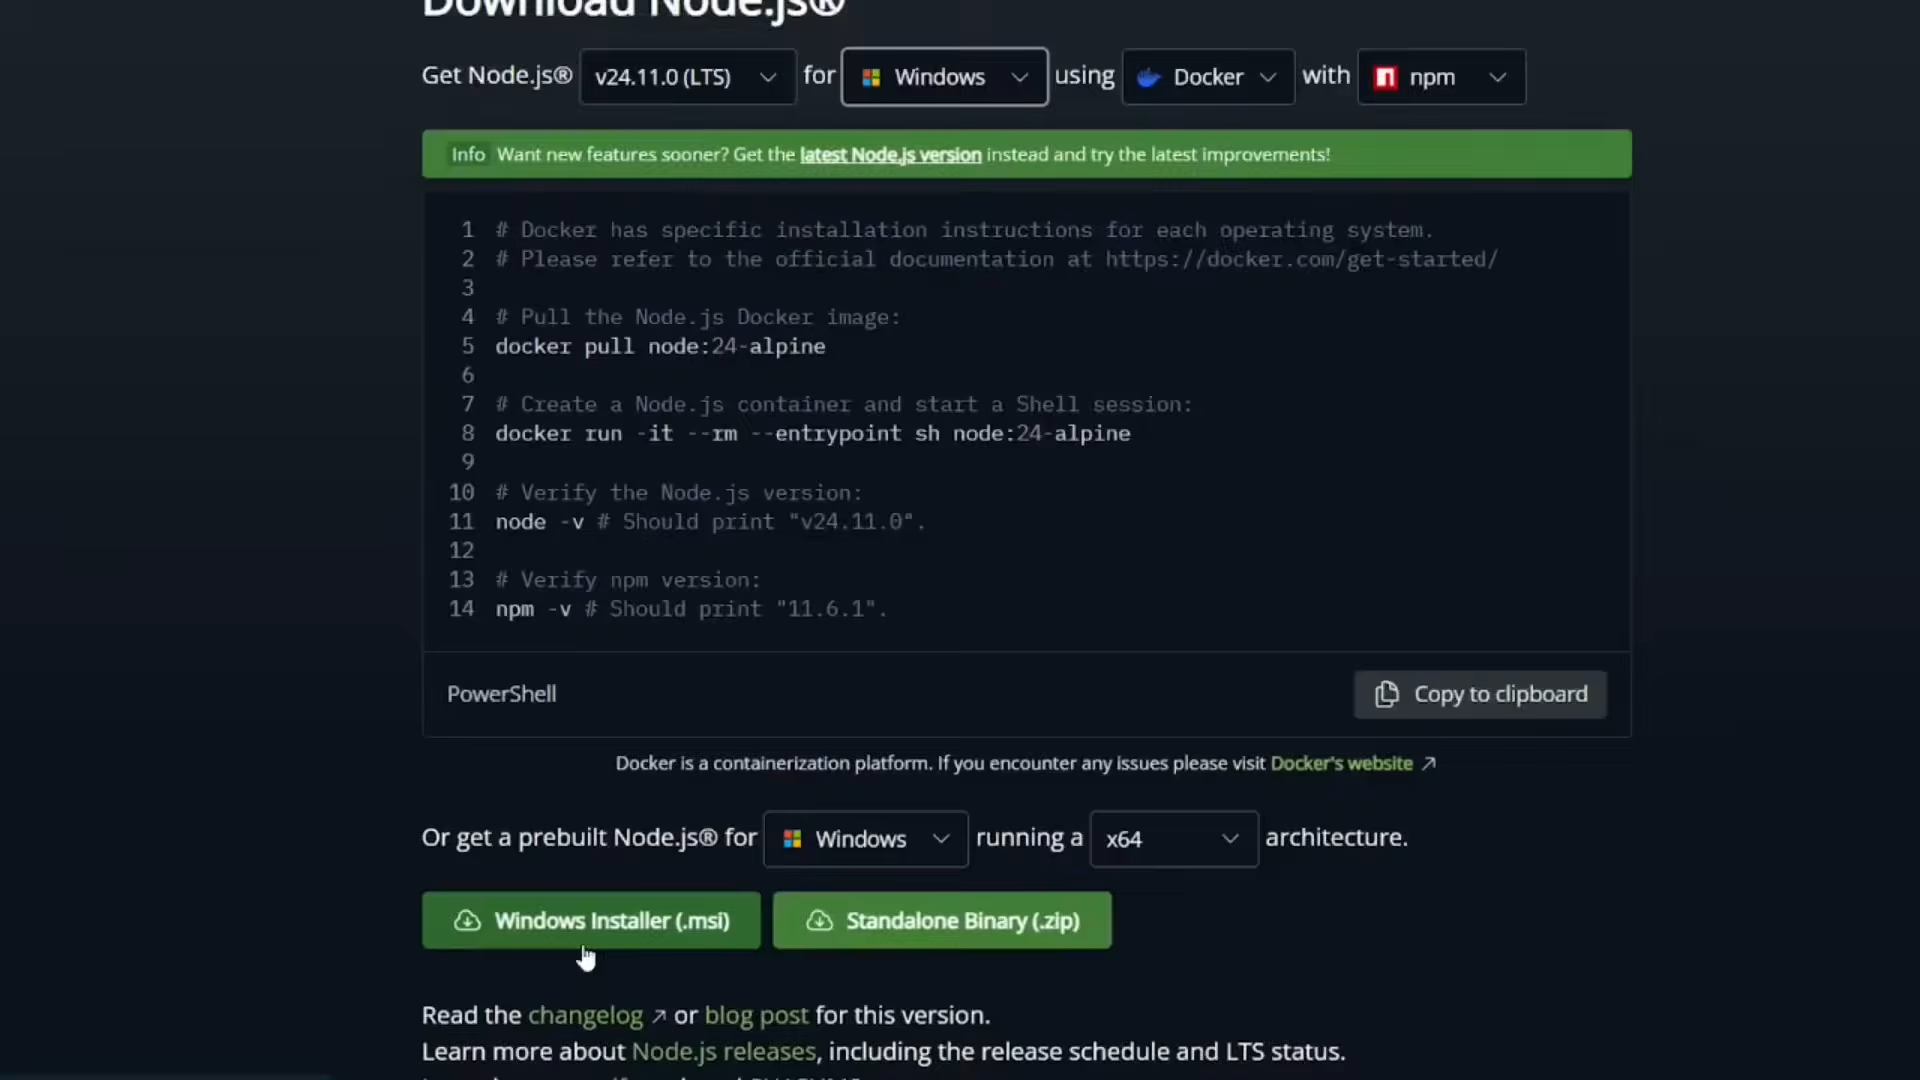 Download Node.js®
Get Node.js® v24.11.0 (LTS) for Windows using Docker with npm
Info Want new features sooner? Get the latest Node.js version instead and try the latest improvements!
1 # Docker has specific installation instructions for each operating system.
2 # Please refer to the official documentation at https://docker.com/get-started/
3
4 # Pull the Node.js Docker image:
5 docker pull node:24-alpine
6
7 # Create a Node.js container and start a Shell session:
8 docker run -it --rm --entrypoint sh node:24-alpine
9
10 # Verify the Node.js version:
11 node -v # Should print "v24.11.0".
12
13 # Verify npm version:
14 npm -v # Should print "11.6.1".
PowerShell Copy to clipboard
Docker is a containerization platform. If you encounter any issues please visit Docker's website ↗
Or get a prebuilt Node.js® for Windows running a x64 architecture.
Windows Installer (.msi) Standalone Binary (.zip)
Read the changelog ↗ or blog post for this version.
Learn more about Node.js releases, including the release schedule and LTS status.